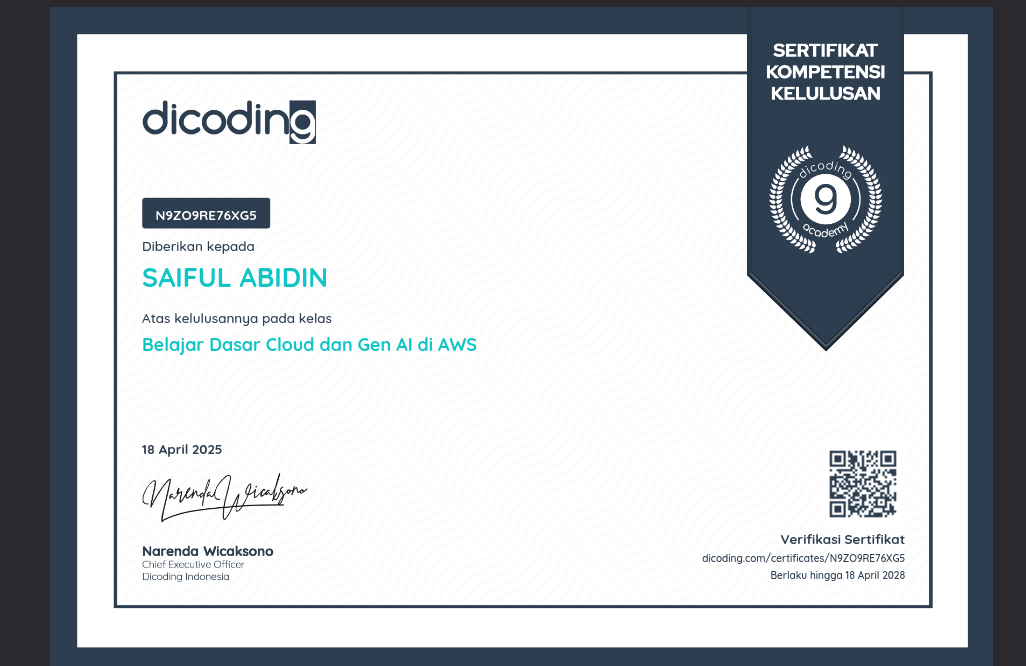 SERTIFIKAT
KOMPETENSI
KELULUSAN
dicoding
dicoding
9
academy
N9ZO9RE76XG5
Diberikan kepada
SAIFUL ABIDIN
Atas kelulusannya pada kelas
Belajar Dasar Cloud dan Gen AI di AWS
18 April 2025
Narenda Wicaksono
Narenda Wicaksono
Chief Executive Officer
Dicoding Indonesia
Verifikasi Sertifikat
dicoding.com/certificates/N9ZO9RE76XG5
Berlaku hingga 18 April 2028